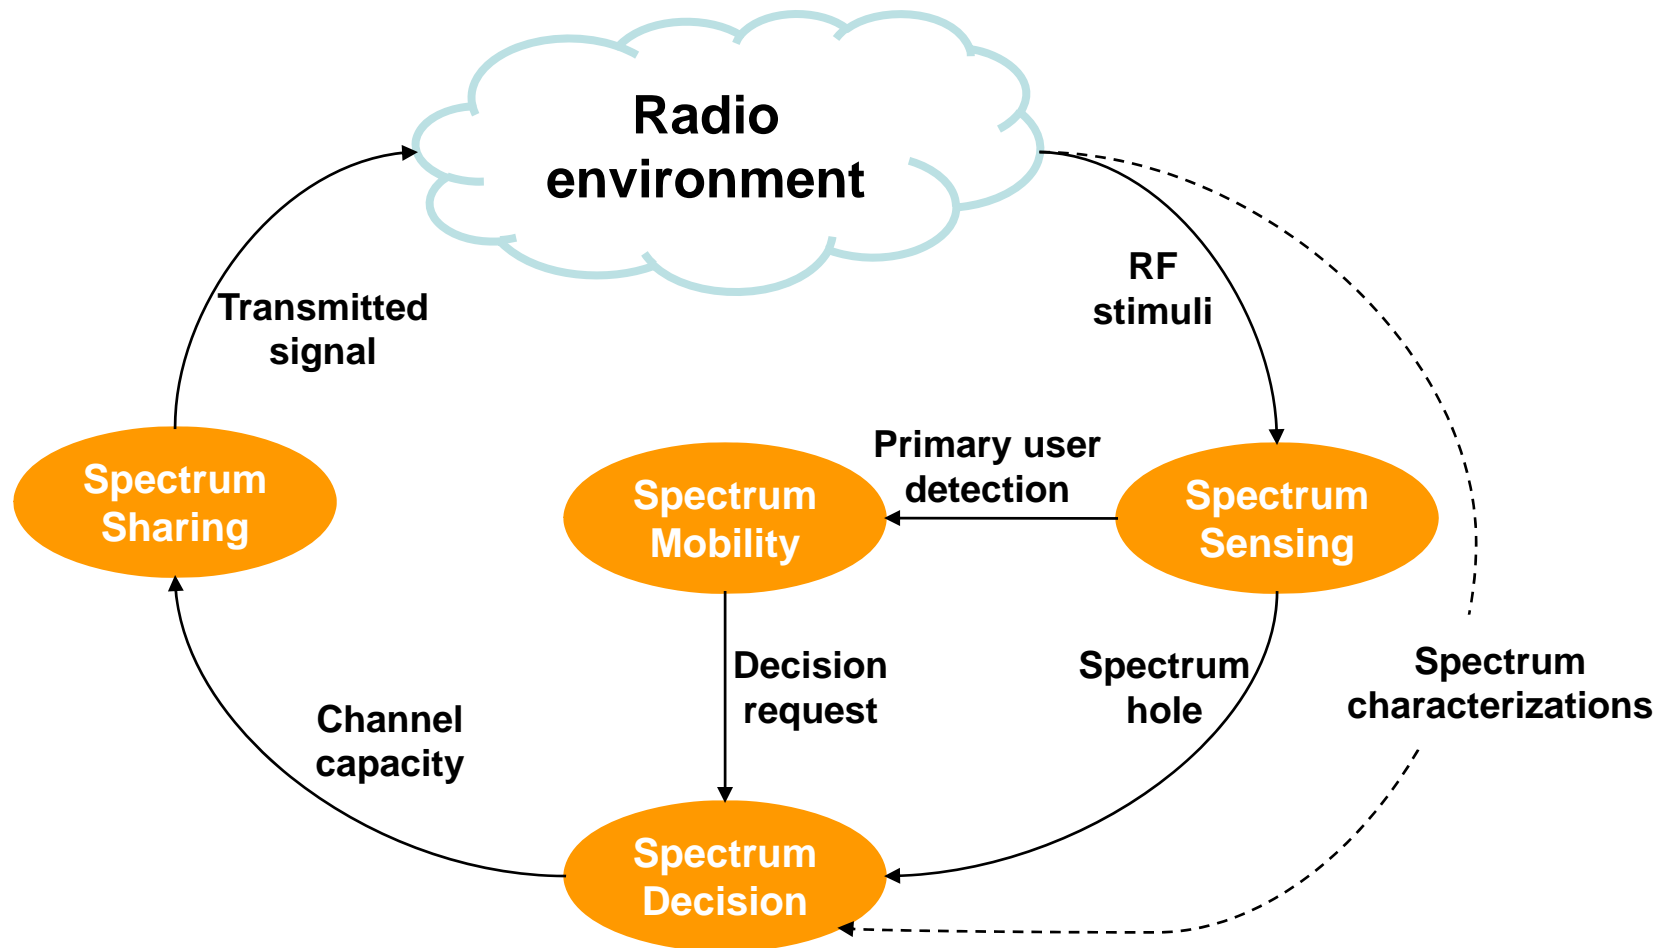 Radio
environment
RF
stimuli
Transmitted
signal
Primary user
detection
Spectrum
Sharing
Spectrum
Mobility
Spectrum
Sensing
Decision
request
Spectrum
hole
Spectrum
characterizations
Channel
capacity
Spectrum
Decision